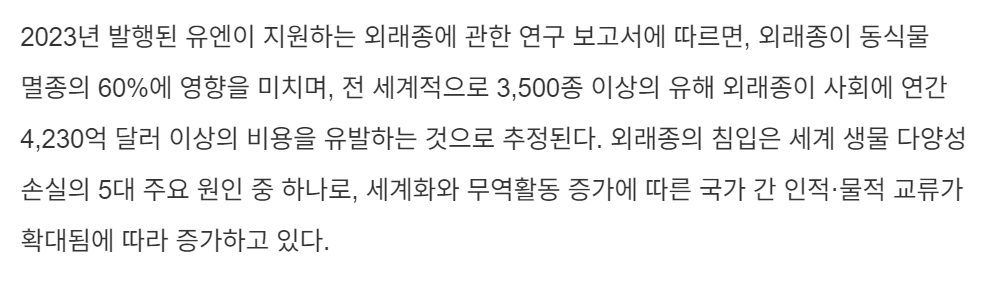 2023년 발행된 유엔이 지원하는 외래종에 관한 연구 보고서에 따르면, 외래종이 동식물
멸종의 60%에 영향을 미치며, 전 세계적으로 3,500종 이상의 유해 외래종이 사회에 연간
4,230억 달러 이상의 비용을 유발하는 것으로 추정된다. 외래종의 침입은 세계 생물 다양성
손실의 5대 주요 원인 중 하나로, 세계화와 무역활동 증가에 따른 국가 간 인적·물적 교류가
확대됨에 따라 증가하고 있다.